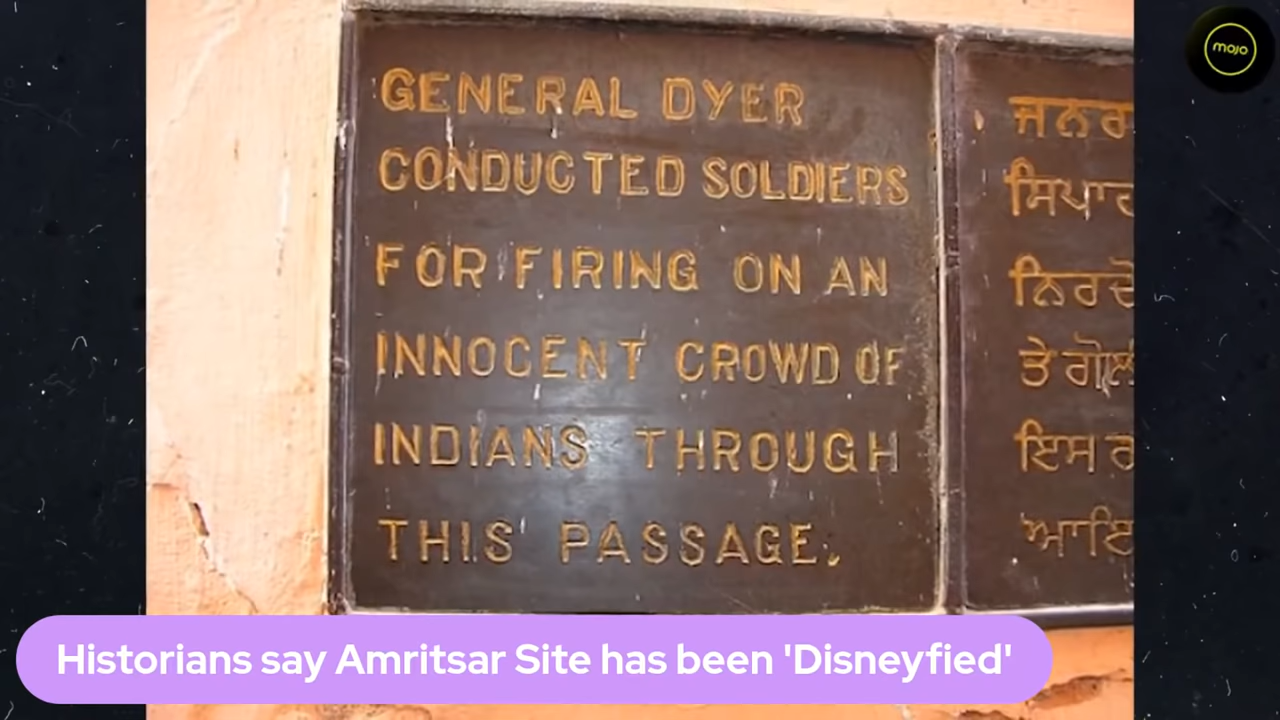 mojo
GENERAL DYER
CONDUCTED SOLDIERS
FOR FIRING ON AN
INNOCENT CROWD OF
INDIANS THROUGH
THIS PASSAGE.
ਤੇ
ਇਸ
Historians say Amritsar Site has been 'Disneyfied'